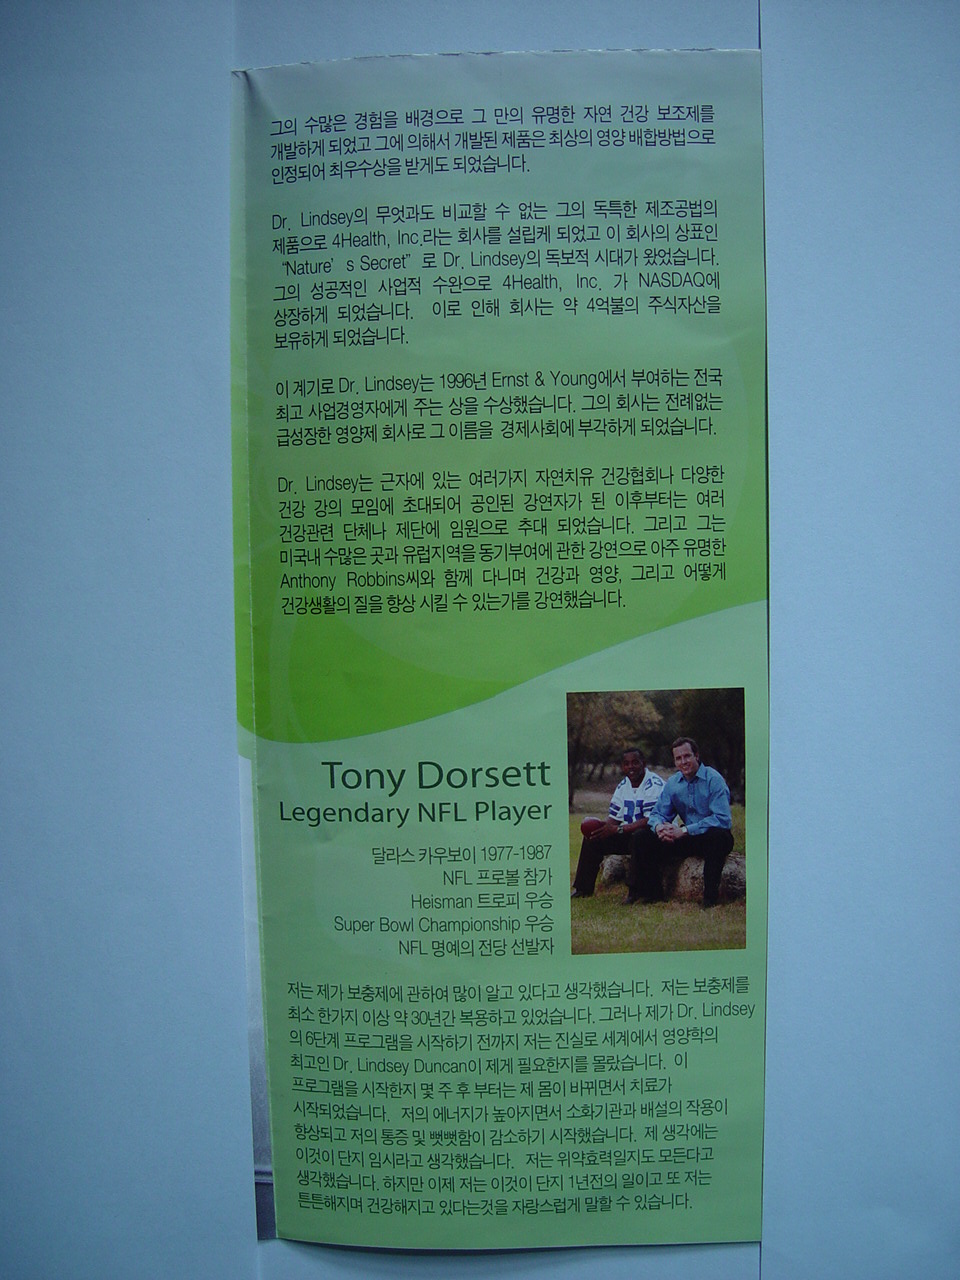 그의 수많은 경험을 배경으로 그 만의 유명한 자연 건강 보조제를
개발하게 되었고 그에 의해서 개발된 제품은 최상의 영양 배합방법으로
인정되어 최우수상을 받게도 되었습니다.
Dr. Lindsey의 무엇과도 비교할 수 없는 그의 독특한 제조공법의
제품으로 4Health, Inc.라는 회사를 설립케 되었고 이 회사의 상표인
“Nature’s Secret” 로 Dr. Lindsey의 독보적 시대가 왔었습니다.
그의 성공적인 사업적 수완으로 4Health, Inc. 가 NASDAQ에
상장하게 되었습니다. 이로 인해 회사는 약 4억불의 주식자산을
보유하게 되었습니다.
이 계기로 Dr. Lindsey는 1996년 Ernst & Young에서 부여하는 전국
최고 사업경영자에게 주는 상을 수상했습니다. 그의 회사는 전례없는
급성장한 영양제 회사로 그 이름을 경제사회에 부각하게 되었습니다.
Dr. Lindsey는 근자에 있는 여러가지 자연치유 건강협회나 다양한
건강 강의 모임에 초대되어 공인된 강연자가 된 이후부터는 여러
건강관련 단체나 제단에 임원으로 추대 되었습니다. 그리고 그는
미국내 수많은 곳과 유럽지역을 동기부여에 관한 강연으로 아주 유명한
Anthony Robbins씨와 함께 다니며 건강과 영양, 그리고 어떻게
건강생활의 질을 향상 시킬 수 있는가를 강연했습니다.
Tony Dorsett
Legendary NFL Player
달라스 카우보이 1977-1987
NFL 프로볼 참가
Heisman 트로피 우승
Super Bowl Championship 우승
NFL 명예의 전당 선발자
저는 제가 보충제에 관하여 많이 알고 있다고 생각했습니다. 저는 보충제를
최소 한가지 이상 약 30년간 복용하고 있었습니다. 그러나 제가 Dr. Lindsey
의 6단계 프로그램을 시작하기 전까지 저는 진실로 세계에서 영양학의
최고인 Dr. Lindsey Duncan이 제게 필요한지를 몰랐습니다. 이
프로그램을 시작한지 몇 주 후 부터는 제 몸이 바뀌면서 치료가
시작되었습니다. 저의 에너지가 높아지면서 소화기관과 배설의 작용이
향상되고 저의 통증 및 뻣뻣함이 감소하기 시작했습니다. 제 생각에는
이것이 단지 임시라고 생각했습니다. 저는 위약효력일지도 모든다고
생각했습니다. 하지만 이제 저는 이것이 단지 1년전의 일이고 또 저는
튼튼해지며 건강해지고 있다는것을 자랑스럽게 말할 수 있습니다.